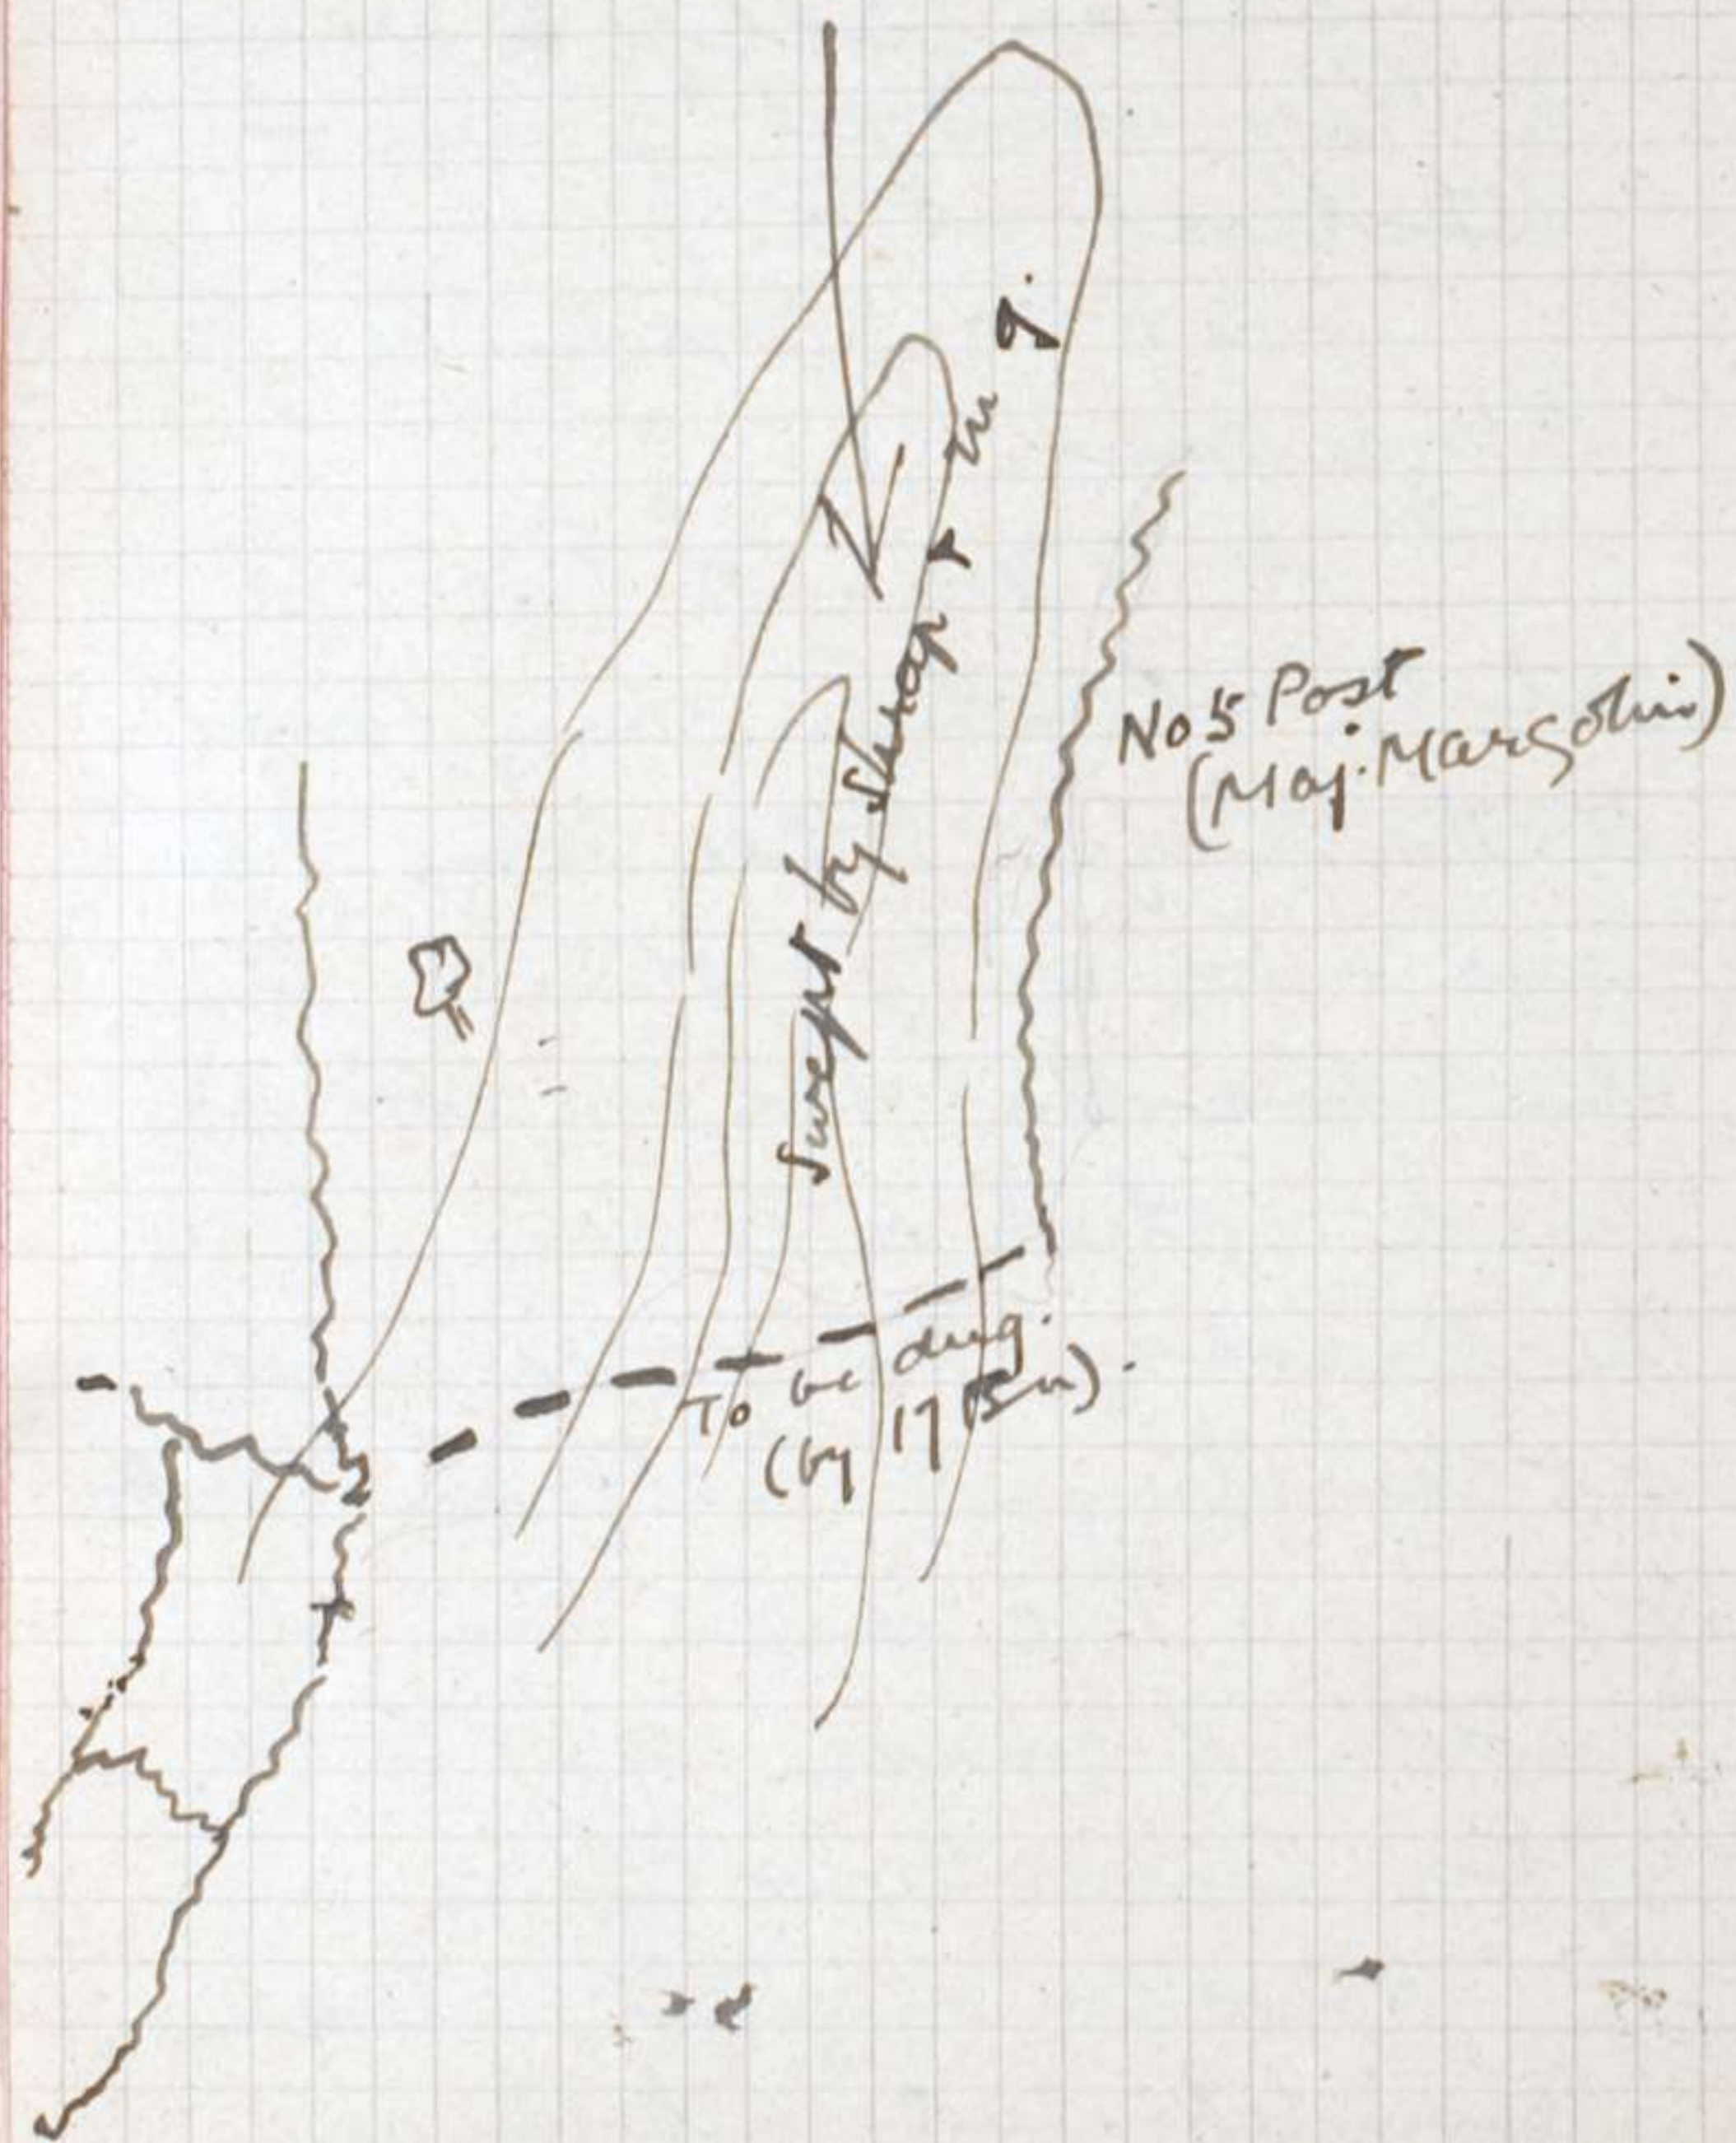 Swept by shrap & m g.
No 5 Post
(Maj. Margolin)
To be dug.
(by 17 Bn).